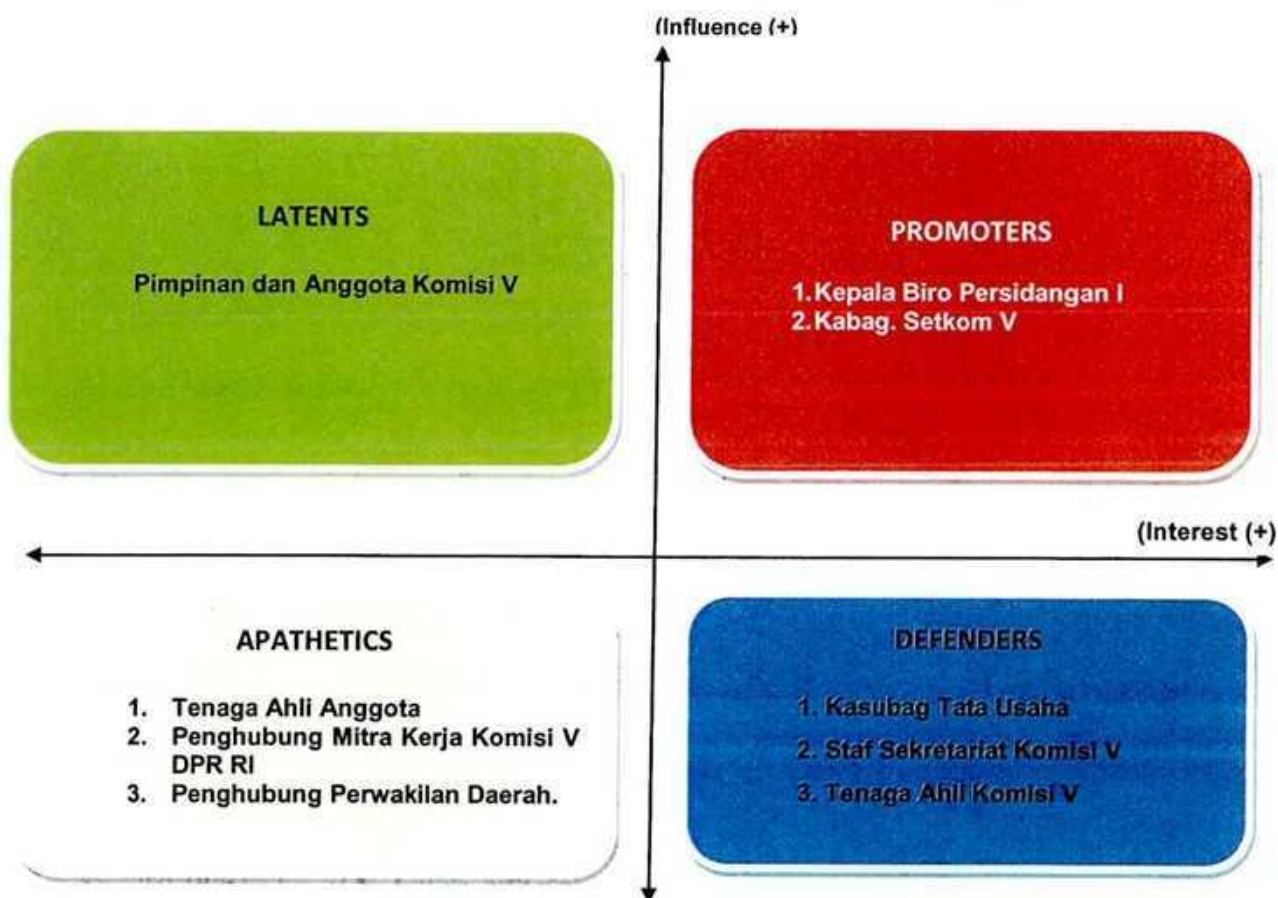 (Influence (+)
LATENTS
Pimpinan dan Anggota Komisi V
PROMOTERS
1.Kepala Biro Persidangan I
2.Kabag. Setkom V
(Interest (+)
APATHETICS
1. Tenaga Ahli Anggota
2. Penghubung Mitra Kerja Komisi V
DPR RI
3. Penghubung Perwakilan Daerah.
DEFENDERS
1. Kasubag Tata Usaha
2. Staf Sekretariat Komisi V
3. Tenaga Ahli Komisi V